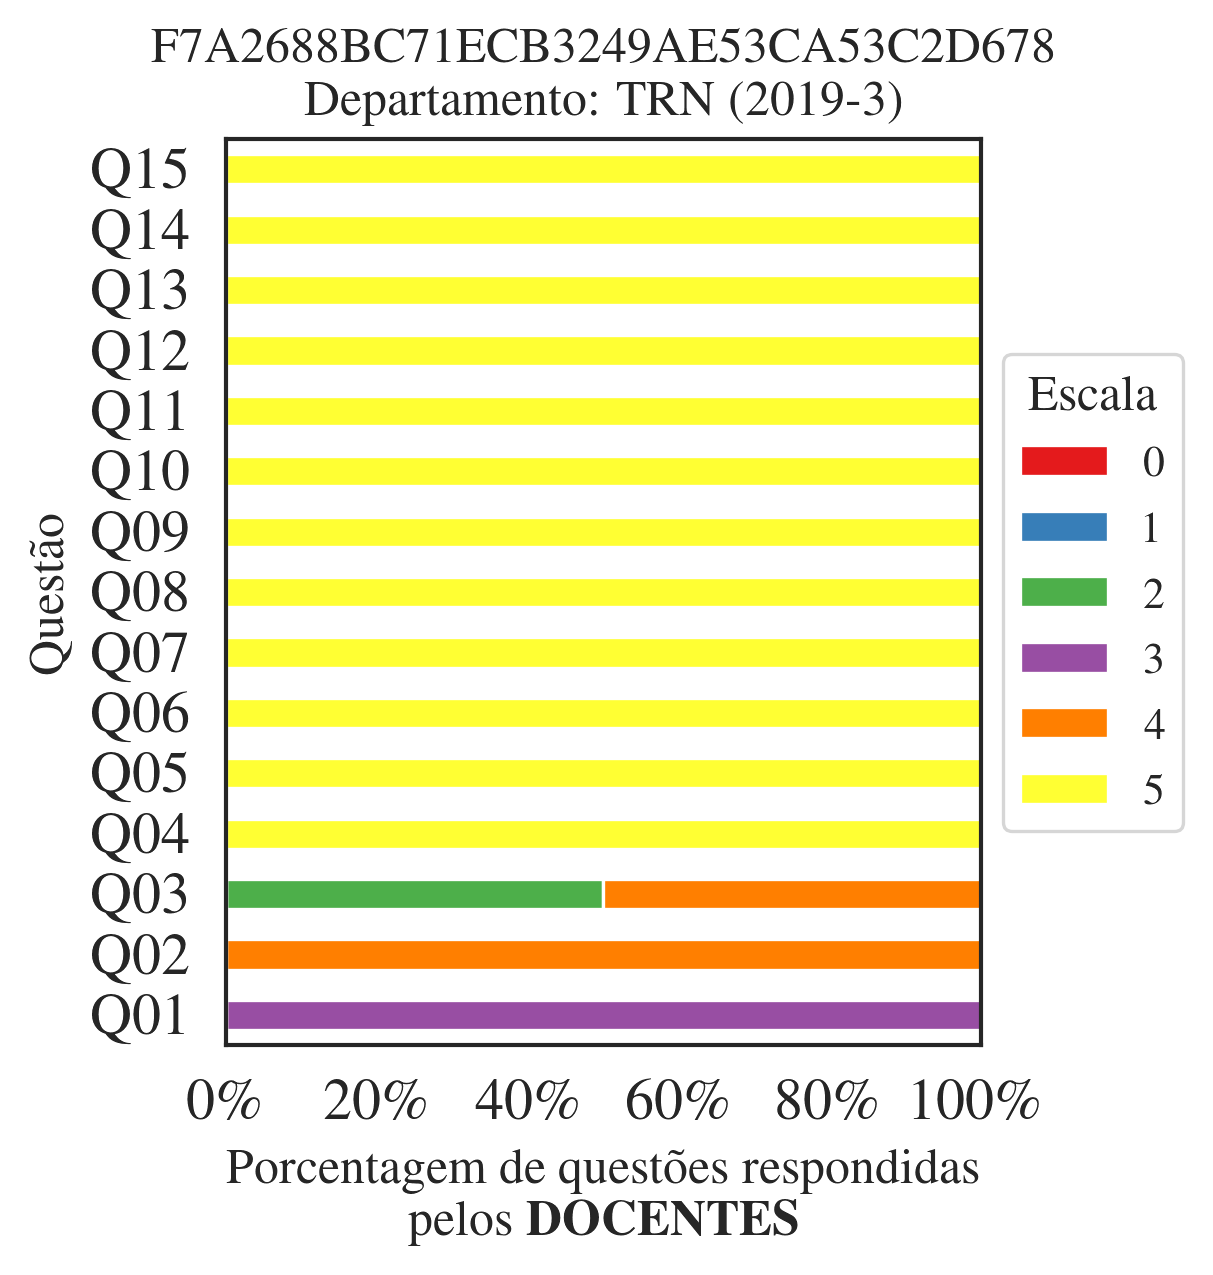 F7A2688BC71ECB3249AE53CA53C2D678
Departamento: TRN (2019-3)
Questão
Q15
Q14
Q13
Q12
Q11
Q10
Q09
Q08
Q07
Q06
Q05
Q04
Q03
Q02
Q01
0% 20% 40% 60% 80% 100%
Porcentagem de questões respondidas
pelos DOCENTES
Escala
0
1
2
3
4
5